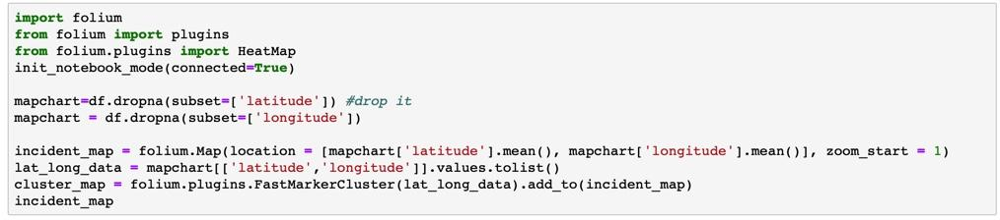 import folium
from folium import plugins
from folium.plugins import HeatMap
init_notebook_mode(connected=True)
mapchart=df.dropna(subset=['latitude']) #drop it
mapchart = df.dropna(subset=['longitude'])
incident_map = folium.Map(location = [mapchart['latitude'].mean(), mapchart['longitude'].mean()], zoom_start = 1)
lat_long_data = mapchart[['latitude','longitude']].values.tolist()
cluster_map = folium.plugins.FastMarkerCluster(lat_long_data).add_to(incident_map)
incident_map